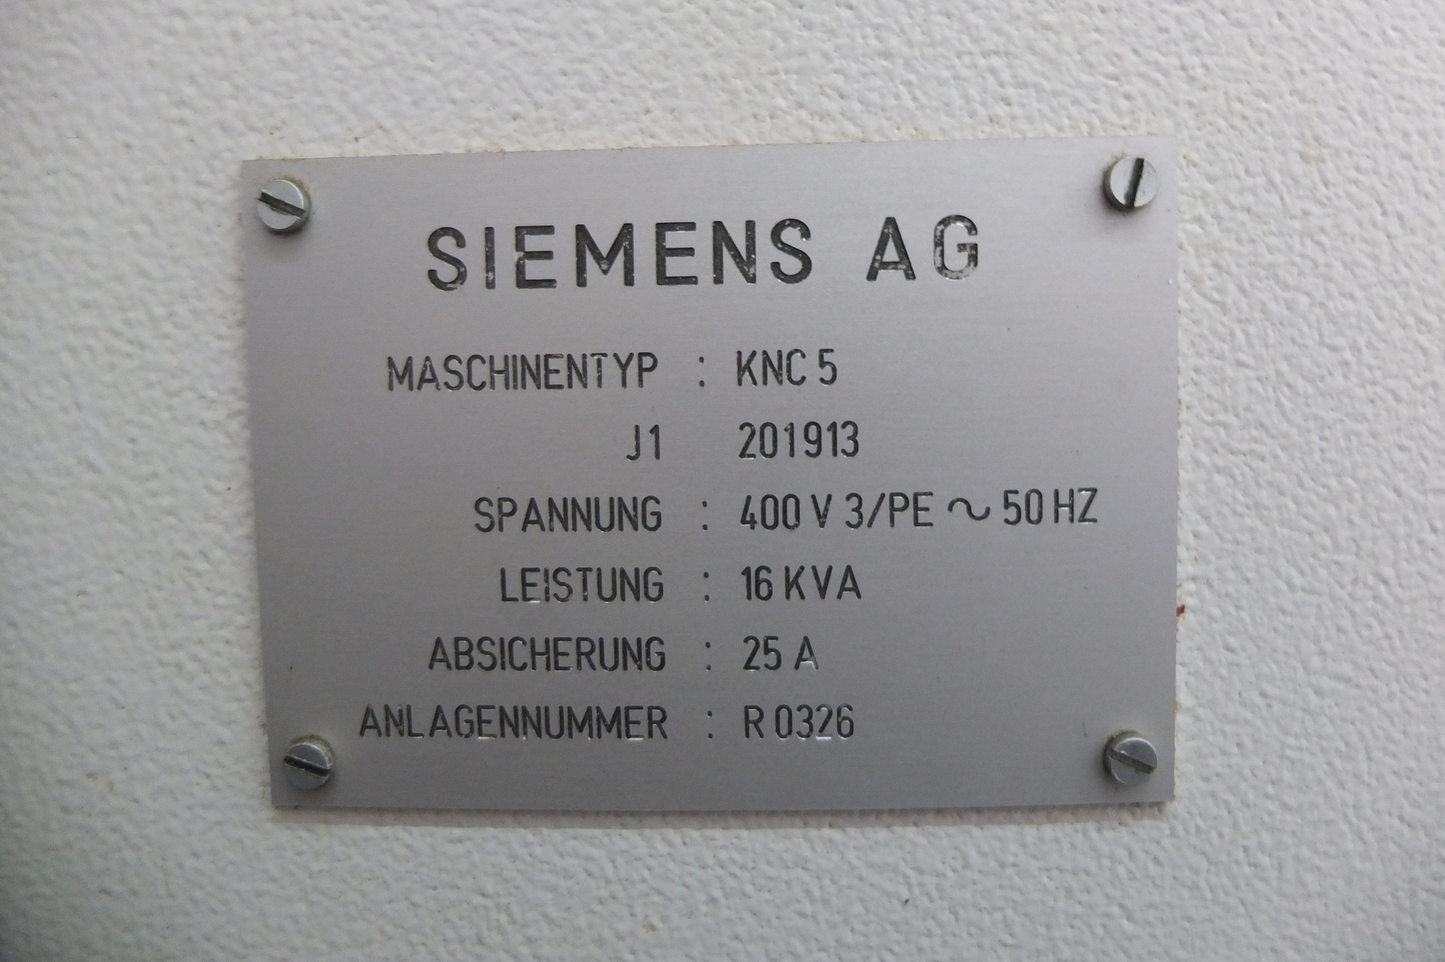 SIEMENS AG
MASCHINENTYP : KNC 5
J1 201913
SPANNUNG : 400 V 3/PE ~ 50 HZ
LEISTUNG : 16 KVA
ABSICHERUNG : 25 A
ANLAGENNUMMER : R 0326